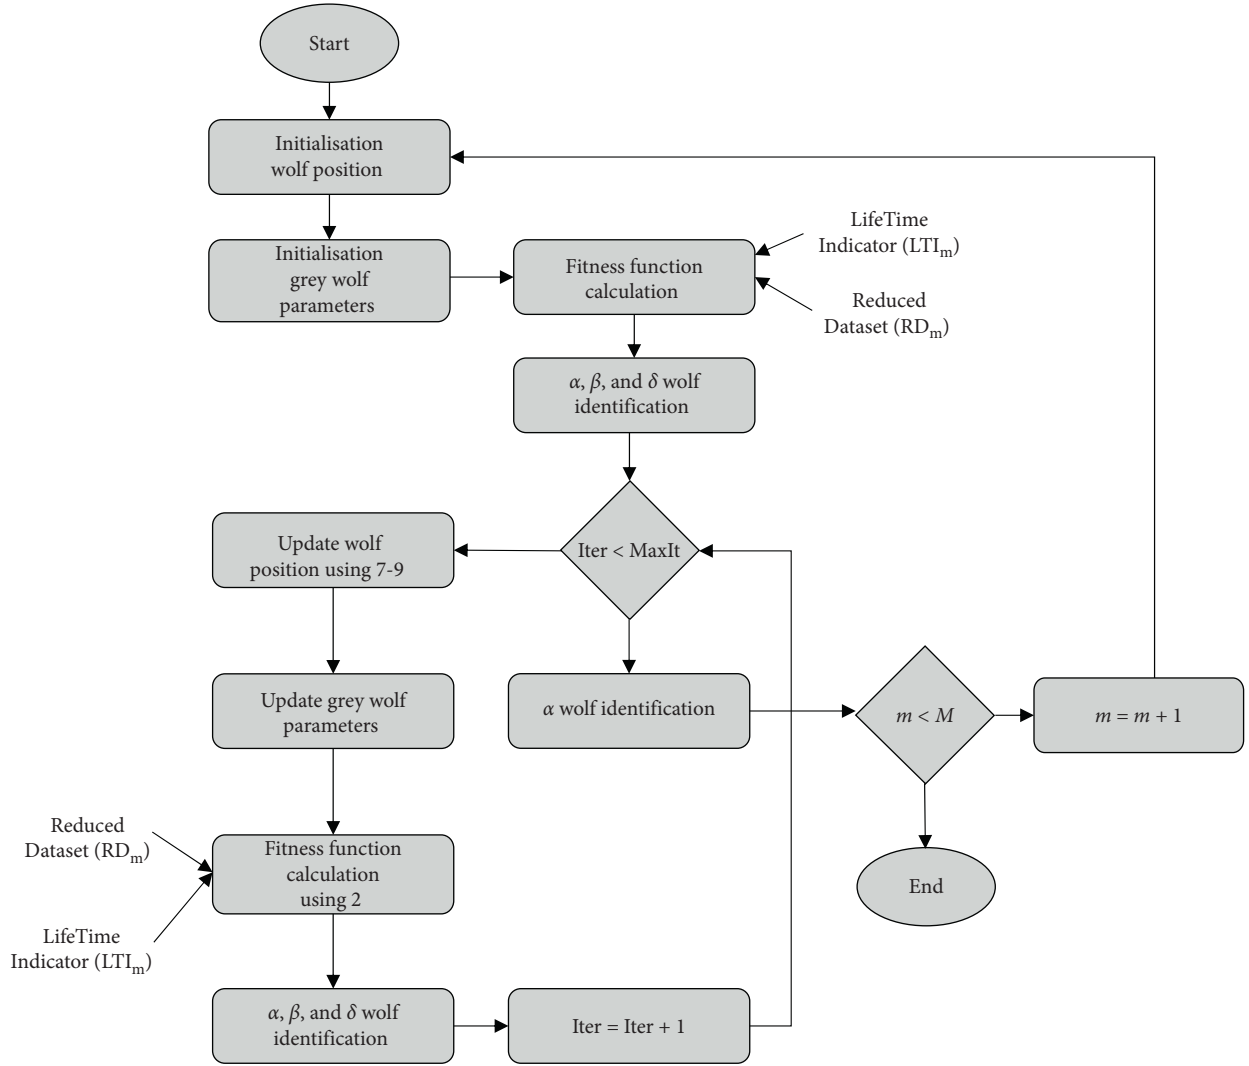 Start
Initialisation
wolf position
Initialisation
grey wolf
parameters
Fitness function
calculation
LifeTime
Indicator (LTIm)
Reduced
Dataset (RDm)
α, β, and δ wolf
identification
Iter < MaxIt
Update wolf
position using 7-9
Update grey wolf
parameters
α wolf identification
m < M
m = m + 1
Reduced
Dataset (RDm)
Fitness function
calculation
using 2
LifeTime
Indicator (LTIm)
End
α, β, and δ wolf
identification
Iter = Iter + 1